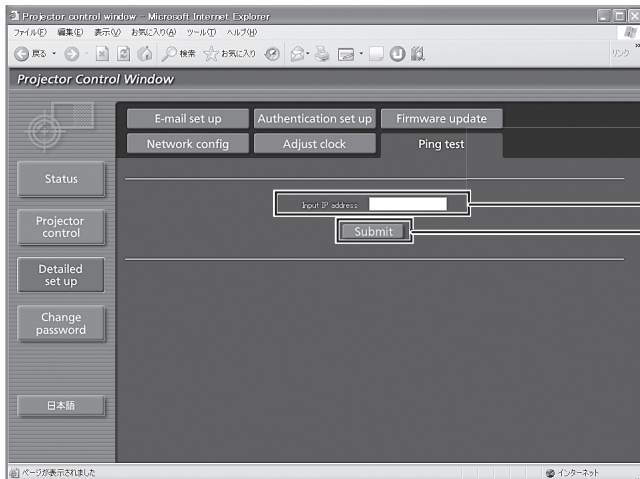 Projector control window - Microsoft Internet Explorer
ファイル(F) 編集(E) 表示(V) お気に入り(A) ツール(T) ヘルプ(H)
戻る 検索 お気に入り リンク »
Projector Control Window
E-mail set up Authentication set up Firmware update
Network config Adjust clock Ping test
Status
Input IP address
Submit
Projector
control
Detailed
set up
Change
password
日本語
ページが表示されました インターネット